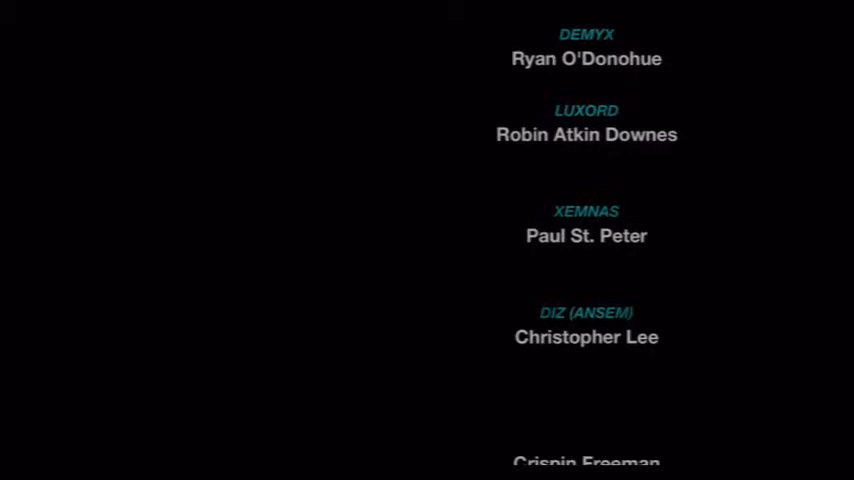 DEMYX
Ryan O'Donohue
LUXORD
Robin Atkin Downes
XEMNAS
Paul St. Peter
DIZ (ANSEM)
Christopher Lee
Crispin Freeman